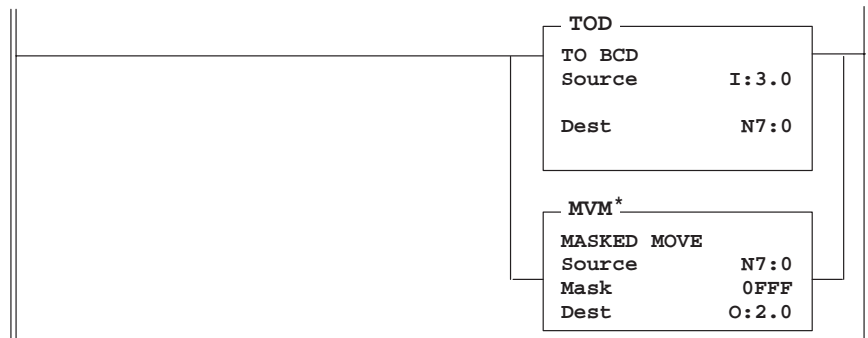 TOD
TO BCD
Source I:3.0
Dest N7:0
MVM*
MASKED MOVE
Source N7:0
Mask 0FFF
Dest O:2.0